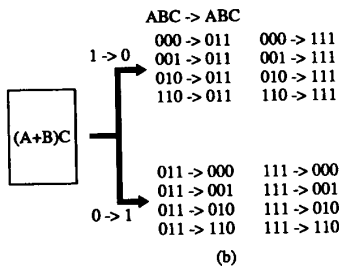 ABC -> ABC
1 -> 0
000 -> 011 000 -> 111
001 -> 011 001 -> 111
010 -> 011 010 -> 111
110 -> 011 110 -> 111
(A+B)C
0 -> 1
011 -> 000 111 -> 000
011 -> 001 111 -> 001
011 -> 010 111 -> 010
011 -> 110 111 -> 110
(b)